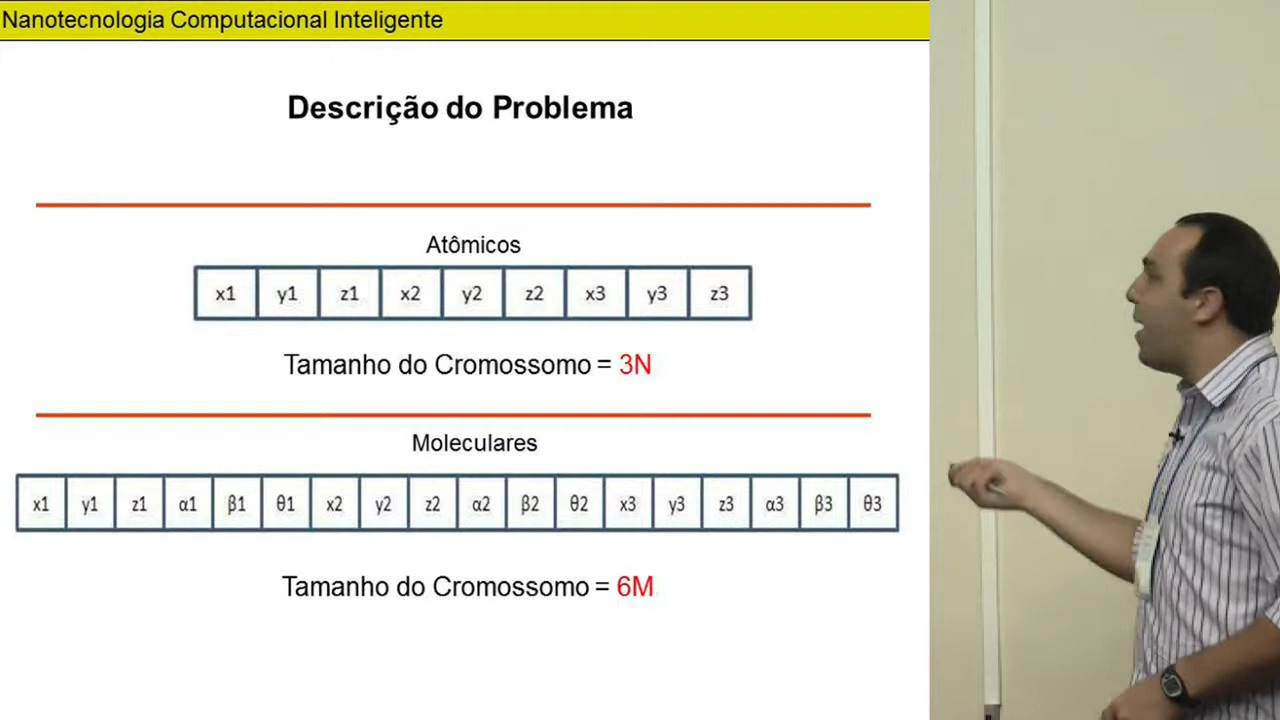 Nanotecnologia Computacional Inteligente
Descrição do Problema
Atômicos
x1 y1 z1 x2 y2 z2 x3 y3 z3
Tamanho do Cromossomo = 3N
Moleculares
x1 y1 z1 α1 β1 θ1 x2 y2 z2 α2 β2 θ2 x3 y3 z3 α3 β3 θ3
Tamanho do Cromossomo = 6M